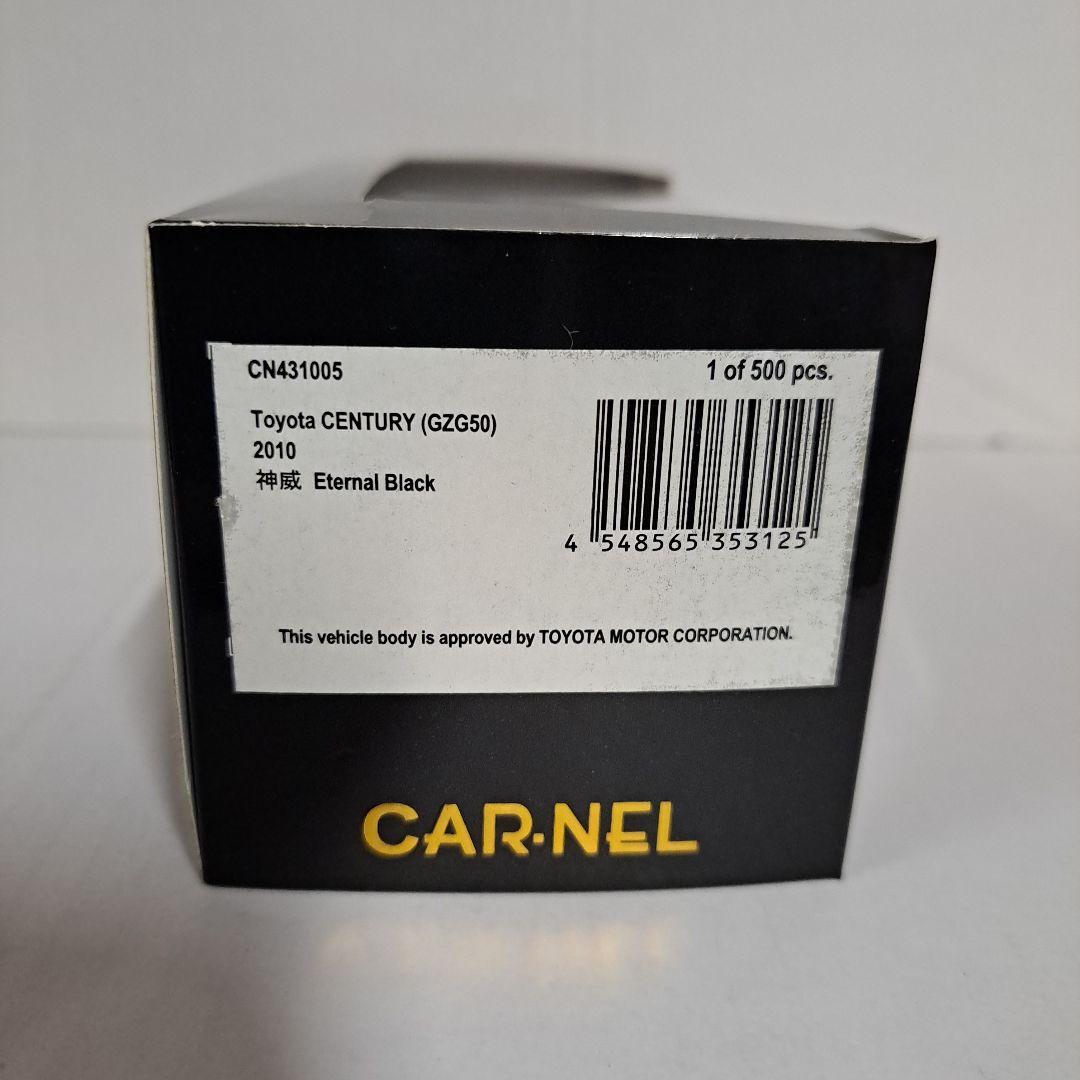 CN431005
1 of 500 pcs.
Toyota CENTURY (GZG50)
2010
神威 Eternal Black
4 548565 353125
This vehicle body is approved by TOYOTA MOTOR CORPORATION.
CAR·NEL